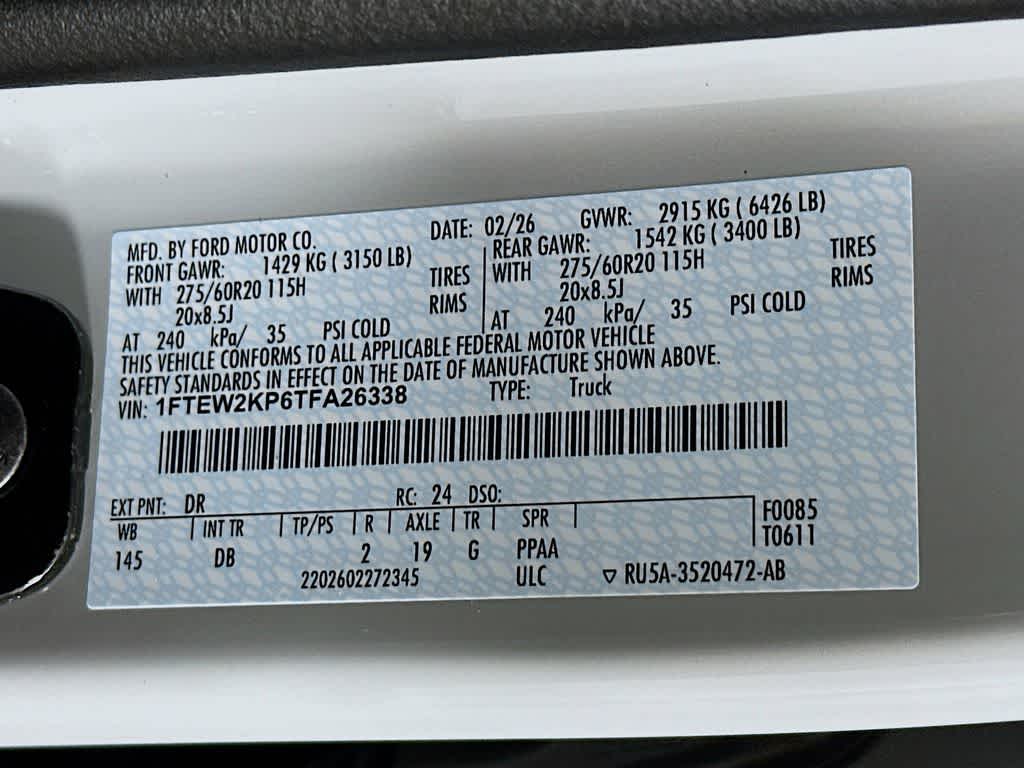 MFD. BY FORD MOTOR CO. DATE: 02/26 GVWR: 2915 KG ( 6426 LB)
FRONT GAWR: 1429 KG ( 3150 LB) REAR GAWR: 1542 KG ( 3400 LB)
WITH 275/60R20 115H TIRES WITH 275/60R20 115H TIRES
20x8.5J RIMS 20x8.5J RIMS
AT 240 kPa/ 35 PSI COLD AT 240 kPa/ 35 PSI COLD
THIS VEHICLE CONFORMS TO ALL APPLICABLE FEDERAL MOTOR VEHICLE
SAFETY STANDARDS IN EFFECT ON THE DATE OF MANUFACTURE SHOWN ABOVE.
VIN: 1FTEW2KP6TFA26338 TYPE: Truck
EXT PNT: DR RC: 24 DSO:
WB INT TR TP/PS R AXLE TR SPR F0085
145 DB 2 19 G PPAA T0611
2202602272345 ULC ▽ RU5A-3520472-AB